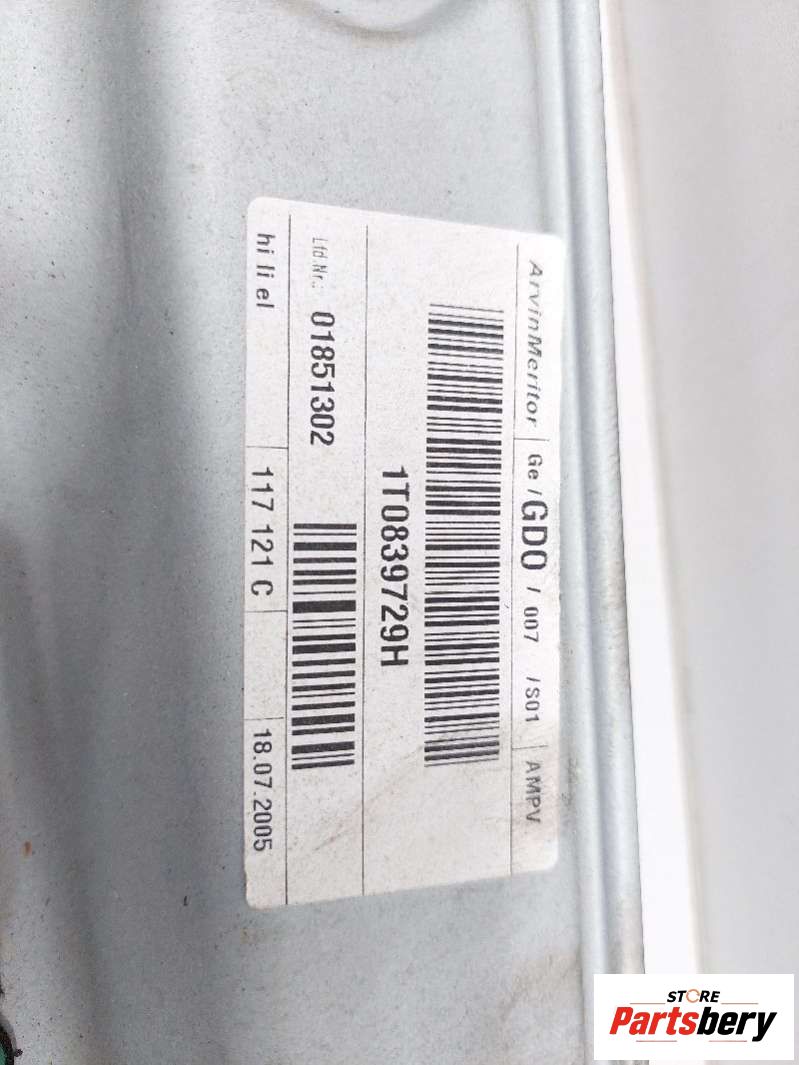 ArvinMeritor Ge / GDO / 007 / S01 AMPV
1T0839729H
Lfd.Nr.: 01851302
hi li el 117 121 C 18.07.2005
STORE
Partsbery